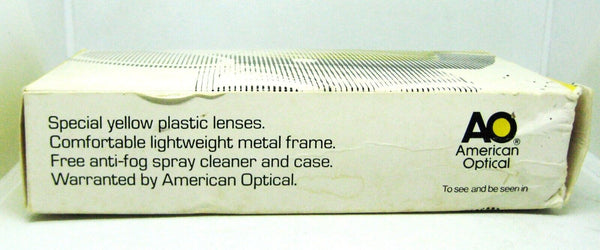 Special yellow plastic lenses.
Comfortable lightweight metal frame.
Free anti-fog spray cleaner and case.
Warranted by American Optical.
AO®
American
Optical
To see and be seen in